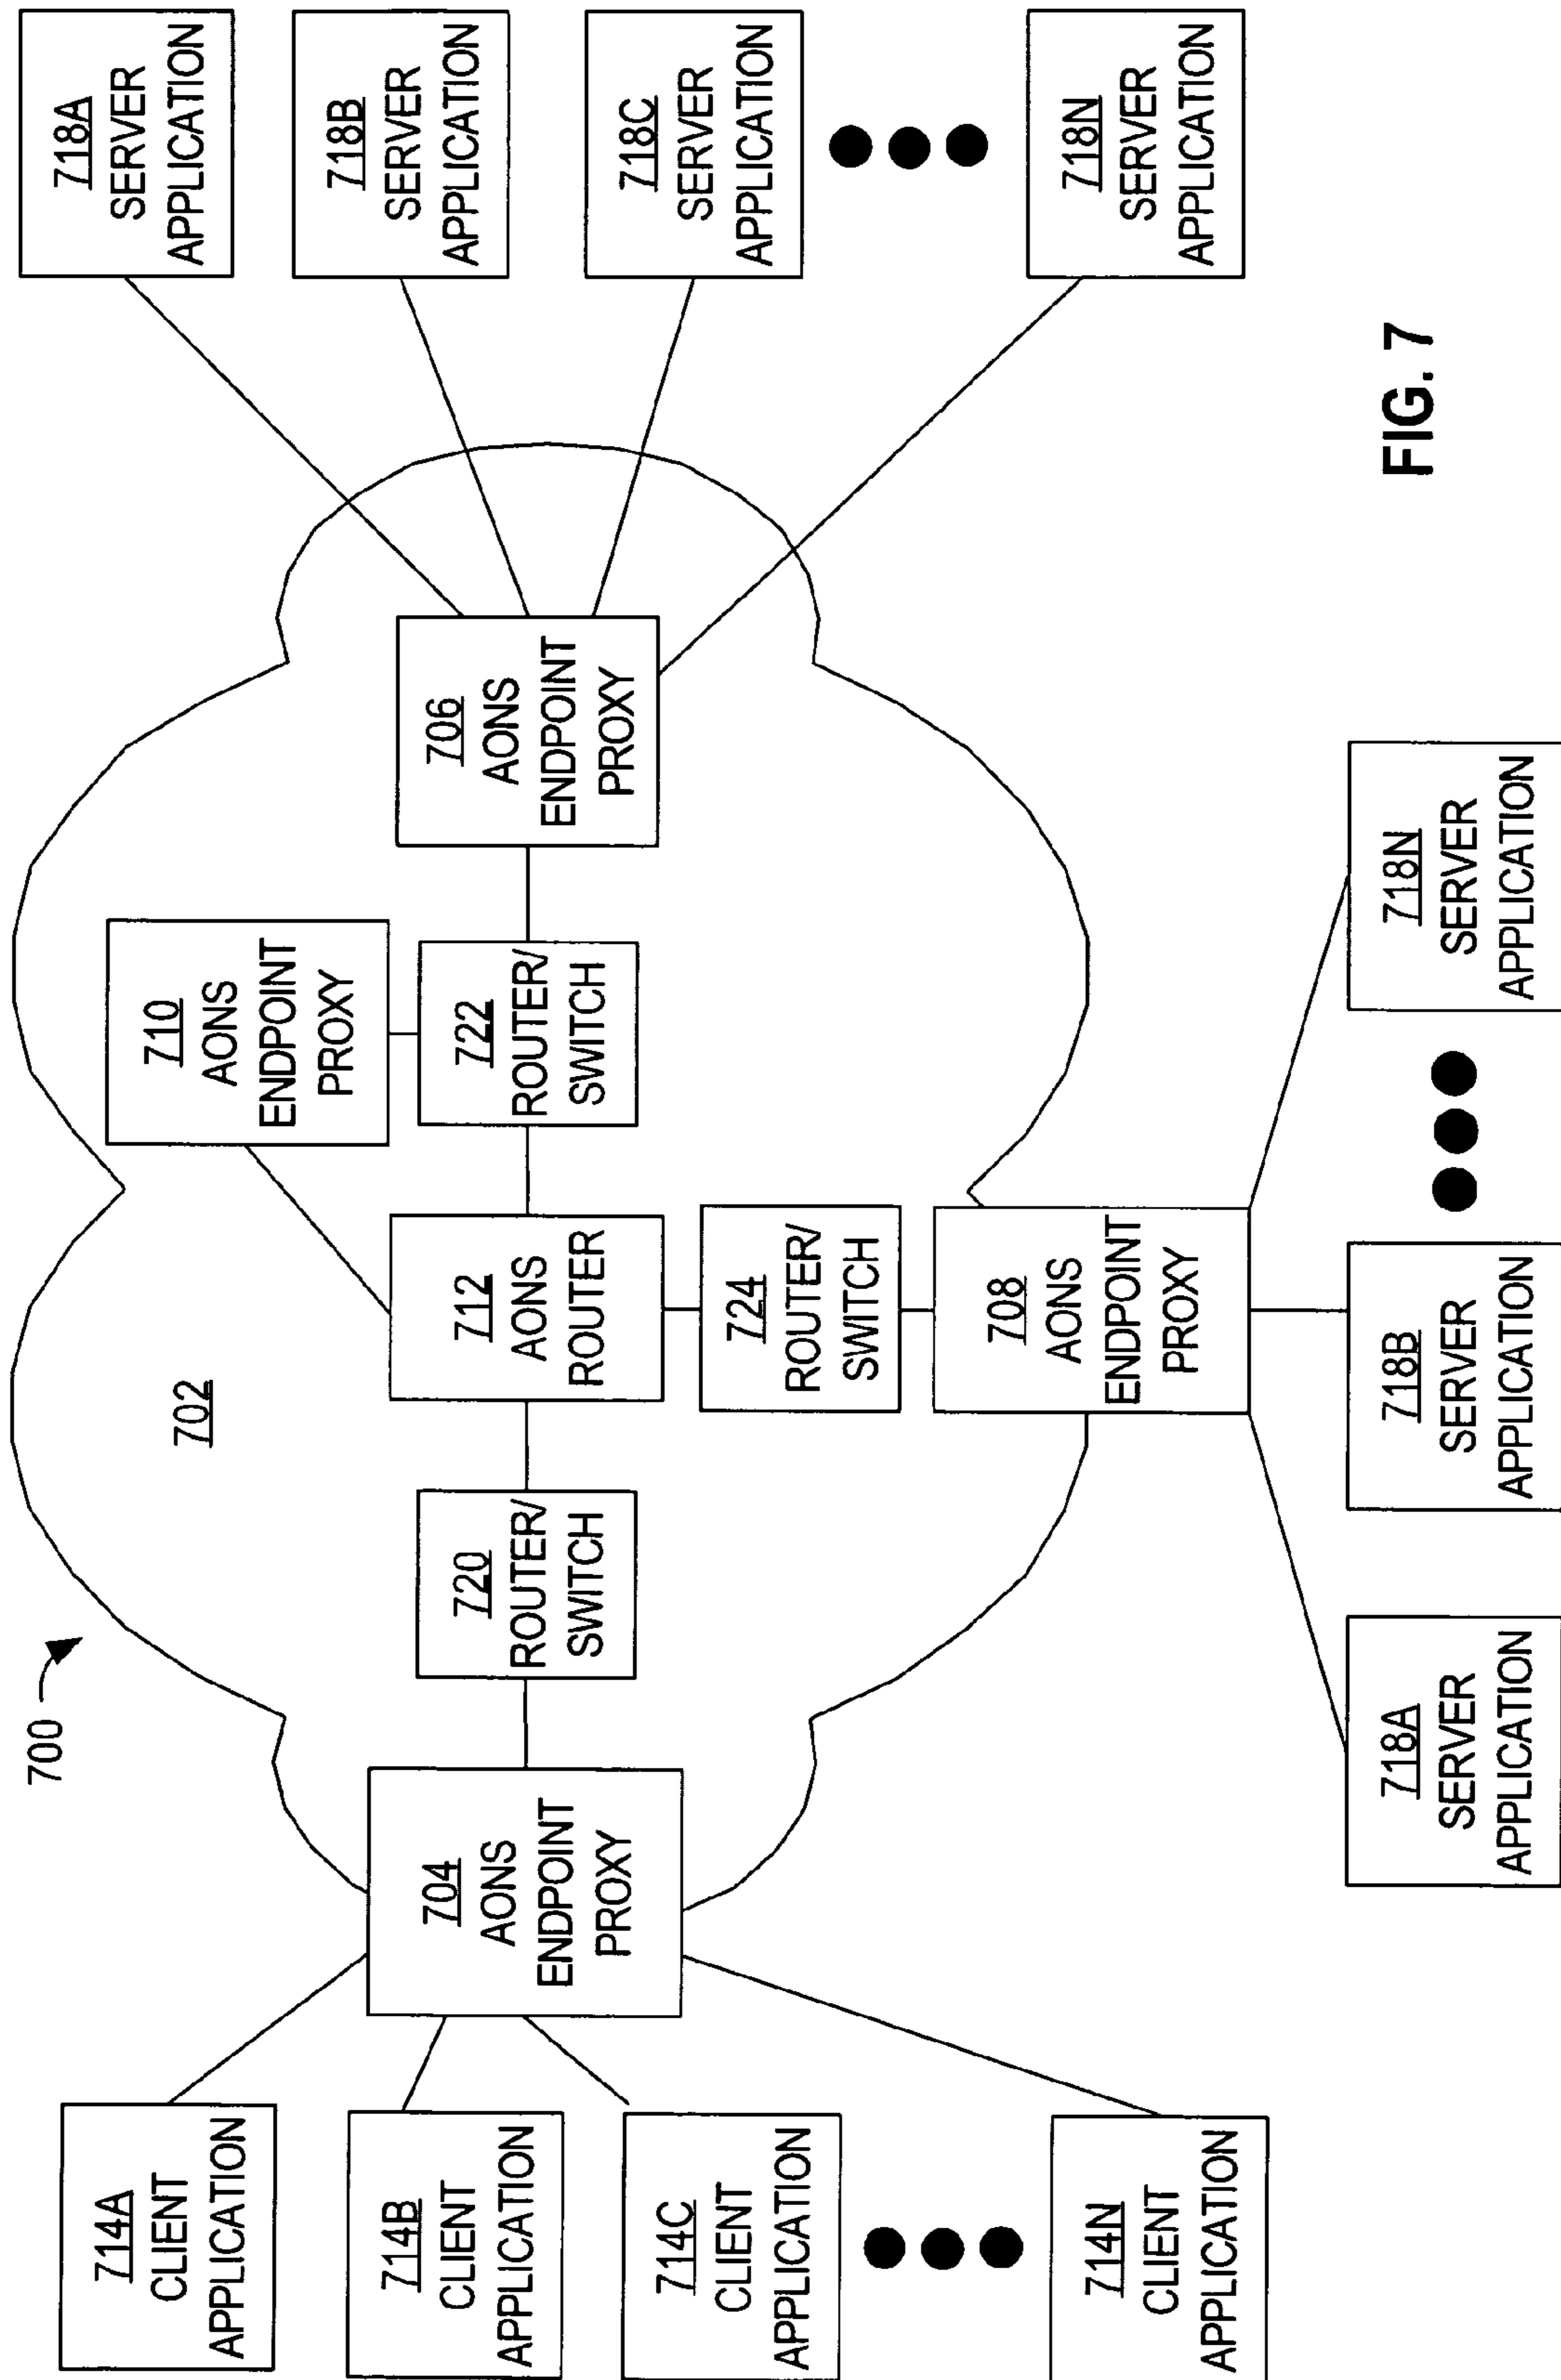 700
702
714A
CLIENT
APPLICATION
714B
CLIENT
APPLICATION
714C
CLIENT
APPLICATION
714N
CLIENT
APPLICATION
704
AONS
ENDPOINT
PROXY
720
ROUTER/
SWITCH
712
AONS
ROUTER
710
AONS
ENDPOINT
PROXY
722
ROUTER/
SWITCH
706
AONS
ENDPOINT
PROXY
724
ROUTER/
SWITCH
708
AONS
ENDPOINT
PROXY
718A
SERVER
APPLICATION
718B
SERVER
APPLICATION
718C
SERVER
APPLICATION
718N
SERVER
APPLICATION
718A
SERVER
APPLICATION
718B
SERVER
APPLICATION
718N
SERVER
APPLICATION
FIG. 7